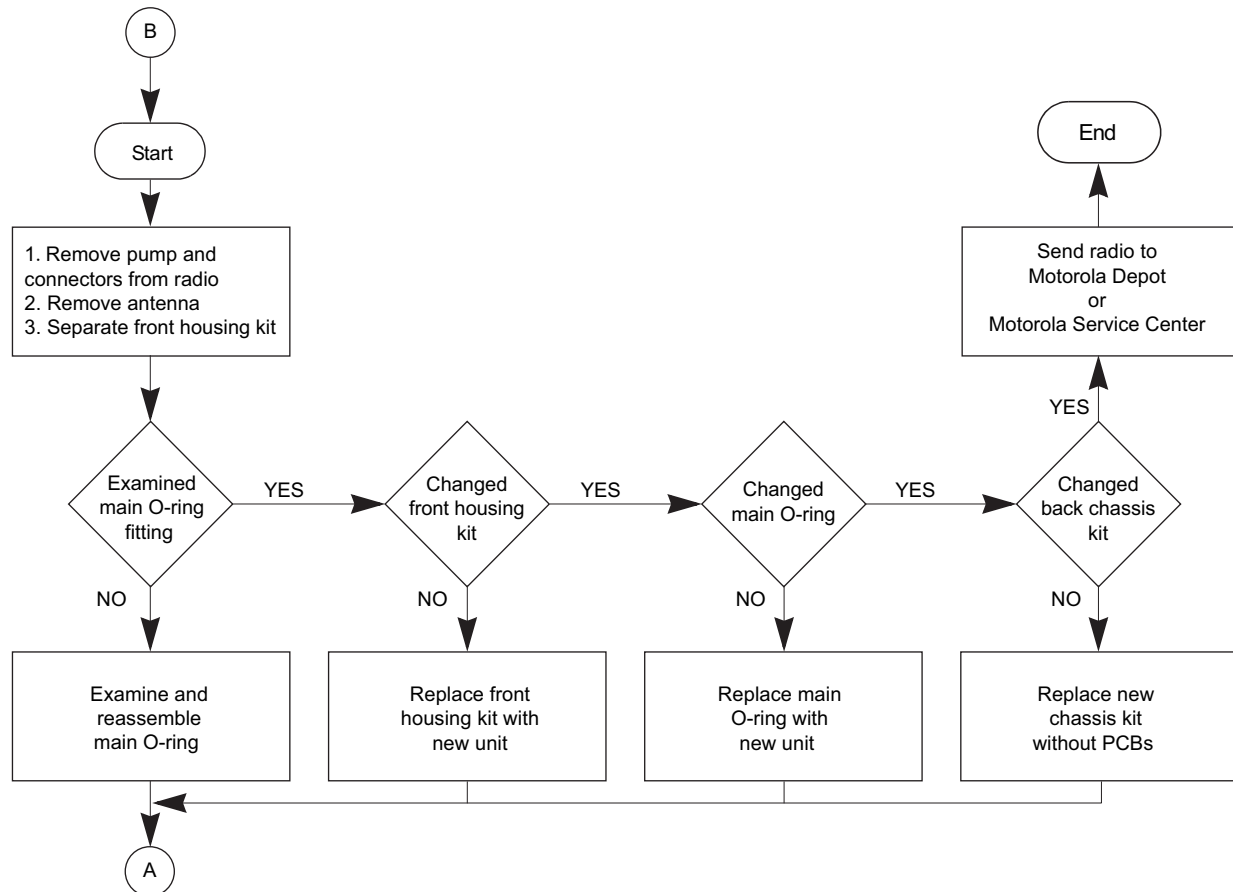 B
Start
1. Remove pump and
connectors from radio
2. Remove antenna
3. Separate front housing kit
End
Send radio to
Motorola Depot
or
Motorola Service Center
YES
Examined
main O-ring
fitting
YES
Changed
front housing
kit
YES
Changed
main O-ring
YES
Changed
back chassis
kit
NO
NO
NO
NO
Examine and
reassemble
main O-ring
Replace front
housing kit with
new unit
Replace main
O-ring with
new unit
Replace new
chassis kit
without PCBs
A